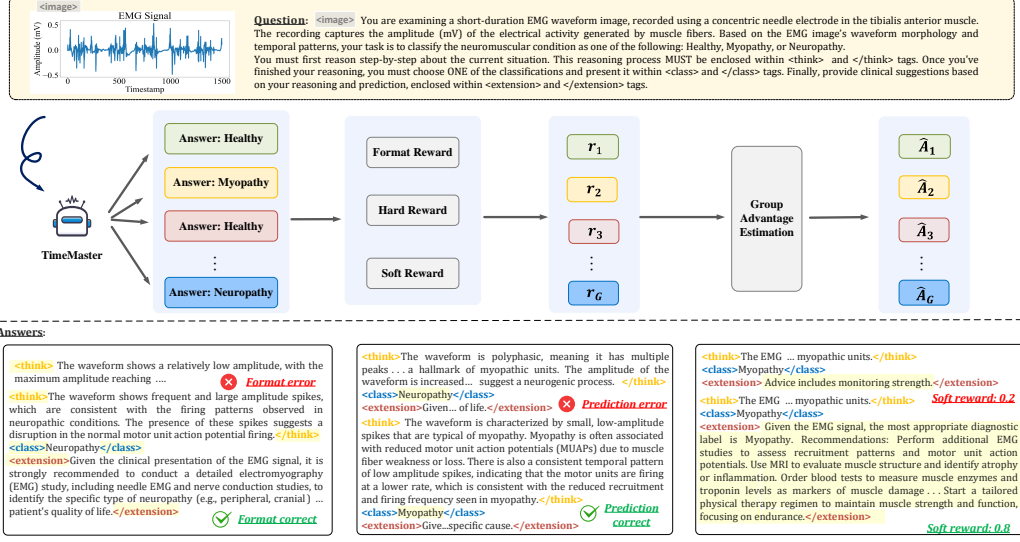 <image>
EMG Signal
Amplitude (mV)
0.5
0.0
-0.5
0 500 1000 1500
Timestamp
Question: <image> You are examining a short-duration EMG waveform image, recorded using a concentric needle electrode in the tibialis anterior muscle.
The recording captures the amplitude (mV) of the electrical activity generated by muscle fibers. Based on the EMG image's waveform morphology and
temporal patterns, your task is to classify the neuromuscular condition as one of the following: Healthy, Myopathy, or Neuropathy.
You must first reason step-by-step about the current situation. This reasoning process MUST be enclosed within <think> and </think> tags. Once you've
finished your reasoning, you must choose ONE of the classifications and present it within <class> and </class> tags. Finally, provide clinical suggestions based
on your reasoning and prediction, enclosed within <extension> and </extension> tags.
TimeMaster
Answer: Healthy
Answer: Myopathy
Answer: Healthy
⋮
Answer: Neuropathy
Format Reward
Hard Reward
Soft Reward
r1
r2
r3
⋮
rG
Group
Advantage
Estimation
Â1
Â2
Â3
⋮
ÂG
Answers:
<think> The waveform shows a relatively low amplitude, with the
maximum amplitude reaching ....
Format error
<think>The waveform shows frequent and large amplitude spikes,
which are consistent with the firing patterns observed in
neuropathic conditions. The presence of these spikes suggests a
disruption in the normal motor unit action potential firing.</think>
<class>Neuropathy</class>
<extension>Given the clinical presentation of the EMG signal, it is
strongly recommended to conduct a detailed electromyography
(EMG) study, including needle EMG and nerve conduction studies, to
identify the specific type of neuropathy (e.g., peripheral, cranial) ...
patient's quality of life.</extension>
Format correct
<think>The waveform is polyphasic, meaning it has multiple
peaks . . . a hallmark of myopathic units. The amplitude of the
waveform is increased... suggest a neurogenic process. </think>
<class>Neuropathy</class>
<extension>Given... of life.</extension>
Prediction error
<think> The waveform is characterized by small, low-amplitude
spikes that are typical of myopathy. Myopathy is often associated
with reduced motor unit action potentials (MUAPs) due to muscle
fiber weakness or loss. There is also a consistent temporal pattern
of low amplitude spikes, indicating that the motor units are firing
at a lower rate, which is consistent with the reduced recruitment
and firing frequency seen in myopathy.</think>
<class>Myopathy</class>
<extension>Give...specific cause.</extension>
Prediction
correct
<think>The EMG ... myopathic units.</think>
<class>Myopathy</class>
<extension> Advice includes monitoring strength.</extension>
Soft reward: 0.2
<think>The EMG ... myopathic units.</think>
<class>Myopathy</class>
<extension> Given the EMG signal, the most appropriate diagnostic
label is Myopathy. Recommendations: Perform additional EMG
studies to assess recruitment patterns and motor unit action
potentials. Use MRI to evaluate muscle structure and identify atrophy
or inflammation. Order blood tests to measure muscle enzymes and
troponin levels as markers of muscle damage . . . Start a tailored
physical therapy regimen to maintain muscle strength and function,
focusing on endurance.</extension>
Soft reward: 0.8